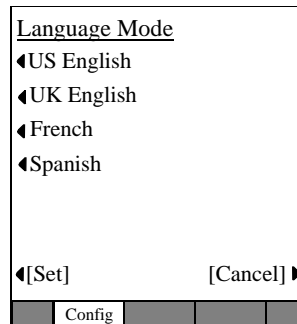 Language Mode
US English
UK English
French
Spanish
[Set] [Cancel]
Config